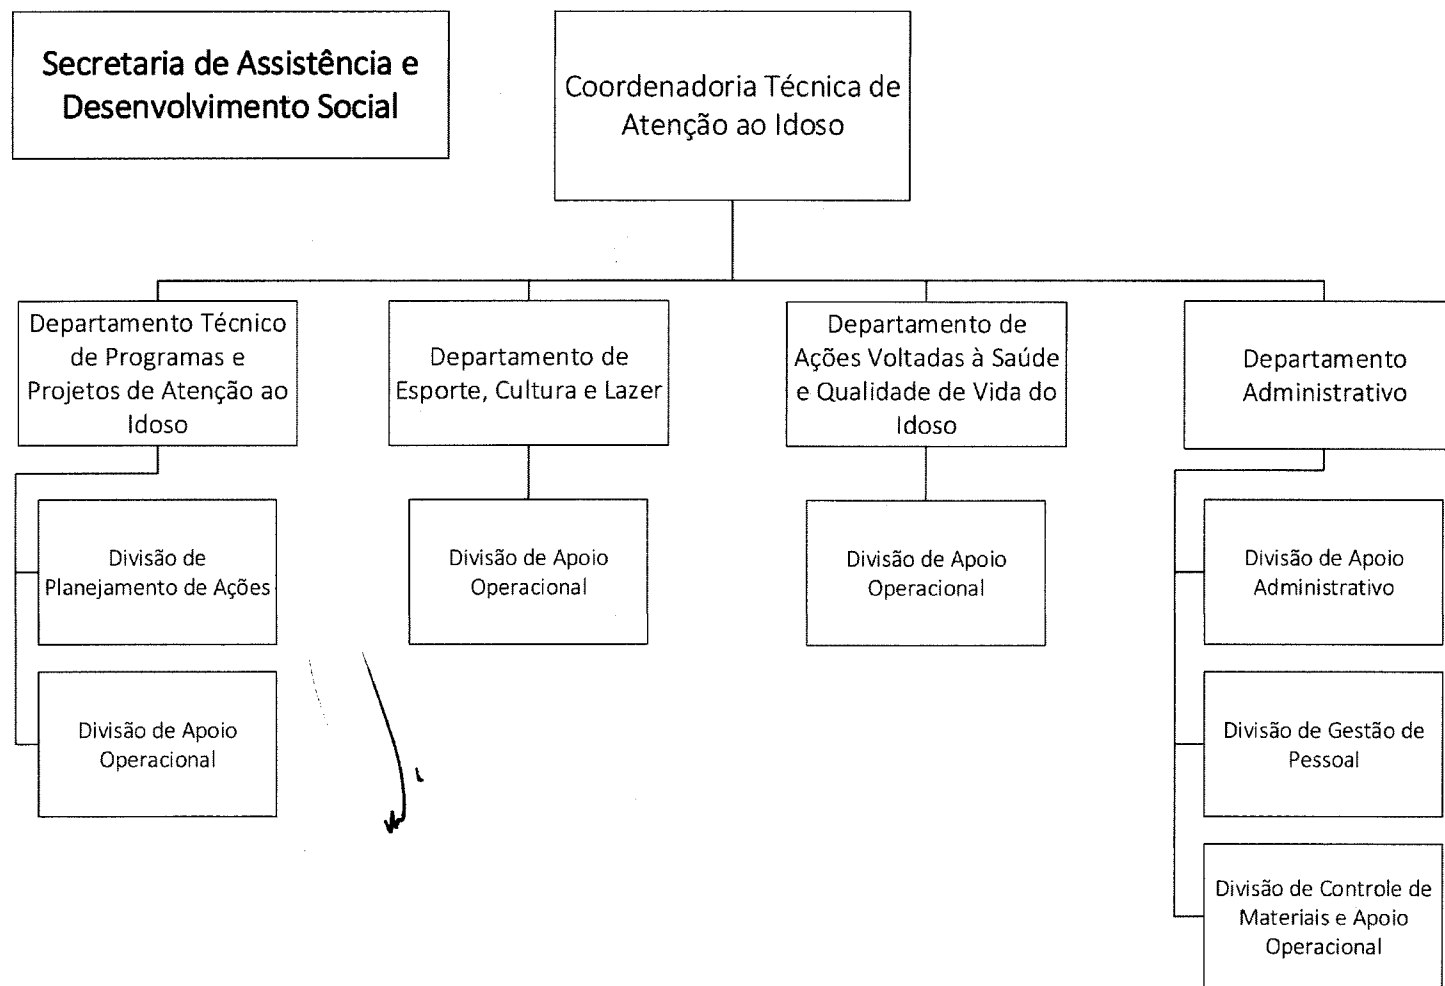 Secretaria de Assistência e
Desenvolvimento Social
Coordenadoria Técnica de
Atenção ao Idoso
Departamento Técnico
de Programas e
Projetos de Atenção ao
Idoso
Departamento de
Esporte, Cultura e Lazer
Departamento de
Ações Voltadas à Saúde
e Qualidade de Vida do
Idoso
Departamento
Administrativo
Divisão de
Planejamento de Ações
Divisão de Apoio
Operacional
Divisão de Apoio
Operacional
Divisão de Apoio
Operacional
Divisão de Apoio
Administrativo
Divisão de Gestão de
Pessoal
Divisão de Controle de
Materiais e Apoio
Operacional